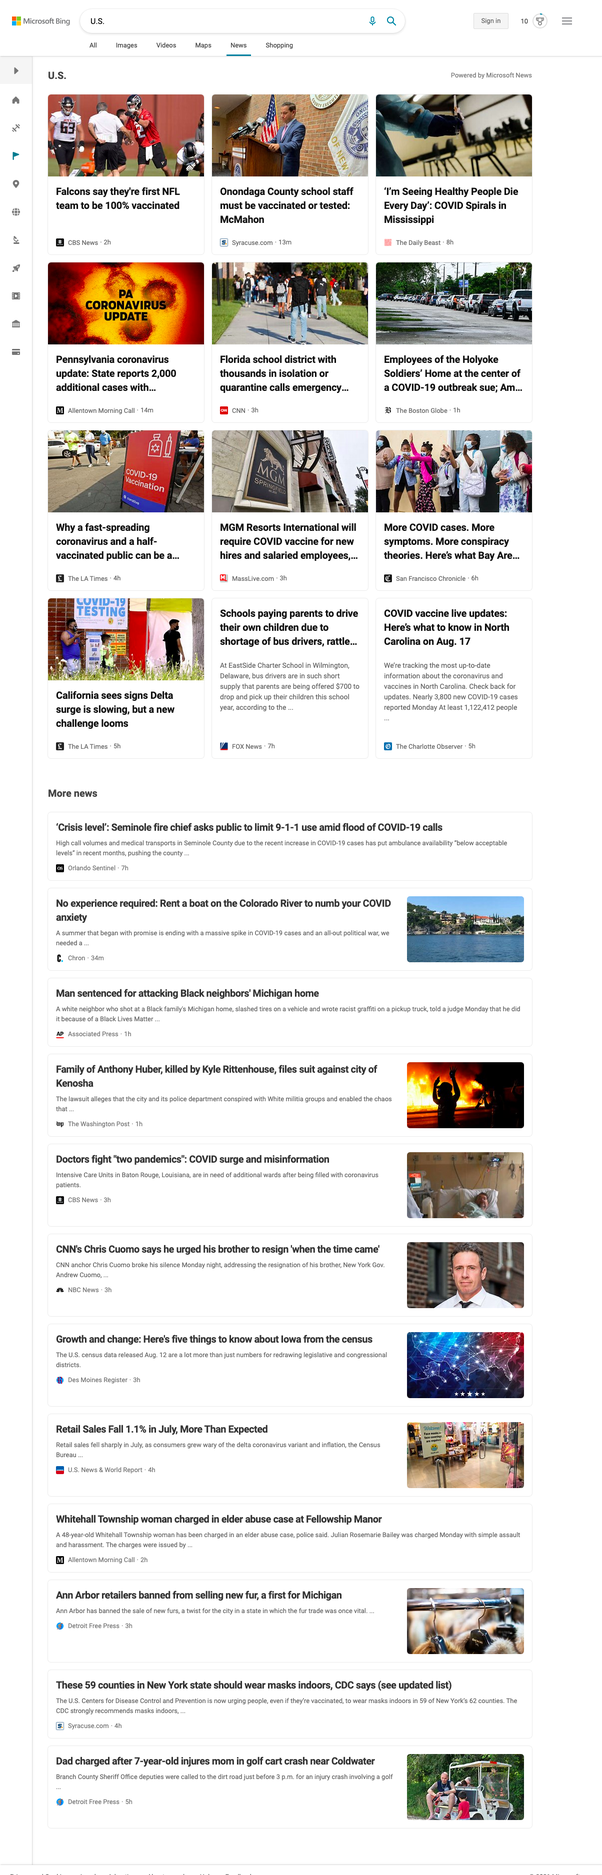 Microsoft Bing
U.S.
Sign in
10
All Images Videos Maps News Shopping
U.S.
Powered by Microsoft News
Falcons say they're first NFL
team to be 100% vaccinated
CBS News · 2h
Onondaga County school staff
must be vaccinated or tested:
McMahon
Syracuse.com · 13m
'I'm Seeing Healthy People Die
Every Day': COVID Spirals in
Mississippi
The Daily Beast · 8h
PA
CORONAVIRUS
UPDATE
Pennsylvania coronavirus
update: State reports 2,000
additional cases with...
Allentown Morning Call · 14m
Florida school district with
thousands in isolation or
quarantine calls emergency...
CNN · 3h
Employees of the Holyoke
Soldiers' Home at the center of
a COVID-19 outbreak sue; Am...
The Boston Globe · 1h
COVID-19
Vaccination
Why a fast-spreading
coronavirus and a half-
vaccinated public can be a...
The LA Times · 4h
MGM
MGM Resorts International will
require COVID vaccine for new
hires and salaried employees,...
MassLive.com · 3h
More COVID cases. More
symptoms. More conspiracy
theories. Here's what Bay Are...
San Francisco Chronicle · 6h
COVID-19
TESTING
California sees signs Delta
surge is slowing, but a new
challenge looms
The LA Times · 5h
Schools paying parents to drive
their own children due to
shortage of bus drivers, rattle...
At EastSide Charter School in Wilmington,
Delaware, bus drivers are in such short
supply that parents are being offered $700 to
drop and pick up their children this school
year, according to the ...
FOX News · 7h
COVID vaccine live updates:
Here's what to know in North
Carolina on Aug. 17
We're tracking the most up-to-date
information about the coronavirus and
vaccines in North Carolina. Check back for
updates. Nearly 3,800 new COVID-19 cases
reported Monday At least 1,122,412 people
...
The Charlotte Observer · 5h
More news
'Crisis level': Seminole fire chief asks public to limit 9-1-1 use amid flood of COVID-19 calls
High call volumes and medical transports in Seminole County due to the recent increase in COVID-19 cases has put ambulance availability "below acceptable
levels" in recent months, pushing the county ...
Orlando Sentinel · 7h
No experience required: Rent a boat on the Colorado River to numb your COVID
anxiety
A summer that began with promise is ending with a massive spike in COVID-19 cases and an all-out political war, we
needed a ...
Chron · 34m
Man sentenced for attacking Black neighbors' Michigan home
A white neighbor who shot at a Black family's Michigan home, slashed tires on a vehicle and wrote racist graffiti on a pickup truck, told a judge Monday that he did
it because of a Black Lives Matter ...
AP Associated Press · 1h
Family of Anthony Huber, killed by Kyle Rittenhouse, files suit against city of
Kenosha
The lawsuit alleges that the city and its police department conspired with White militia groups and enabled the chaos
that ...
wp The Washington Post · 1h
Doctors fight "two pandemics": COVID surge and misinformation
Intensive Care Units in Baton Rouge, Louisiana, are in need of additional wards after being filled with coronavirus
patients.
CBS News · 3h
CNN's Chris Cuomo says he urged his brother to resign 'when the time came'
CNN anchor Chris Cuomo broke his silence Monday night, addressing the resignation of his brother, New York Gov.
Andrew Cuomo, ...
NBC News · 3h
Growth and change: Here's five things to know about Iowa from the census
The U.S. census data released Aug. 12 are a lot more than just numbers for redrawing legislative and congressional
districts.
Des Moines Register · 3h
Retail Sales Fall 1.1% in July, More Than Expected
Retail sales fell sharply in July, as consumers grew wary of the delta coronavirus variant and inflation, the Census
Bureau ...
U.S. News & World Report · 4h
Whitehall Township woman charged in elder abuse case at Fellowship Manor
A 48-year-old Whitehall Township woman has been charged in an elder abuse case, police said. Julian Rosemarie Bailey was charged Monday with simple assault
and harassment. The charges were issued by ...
Allentown Morning Call · 2h
Ann Arbor retailers banned from selling new fur, a first for Michigan
Ann Arbor has banned the sale of new furs, a twist for the city in a state in which the fur trade was once vital. ...
Detroit Free Press · 3h
These 59 counties in New York state should wear masks indoors, CDC says (see updated list)
The U.S. Centers for Disease Control and Prevention is now urging people, even if they're vaccinated, to wear masks indoors in 59 of New York's 62 counties. The
CDC strongly recommends masks indoors, ...
Syracuse.com · 4h
Dad charged after 7-year-old injures mom in golf cart crash near Coldwater
Branch County Sheriff Office deputies were called to the dirt road just before 3 p.m. for an injury crash involving a golf
...
Detroit Free Press · 5h